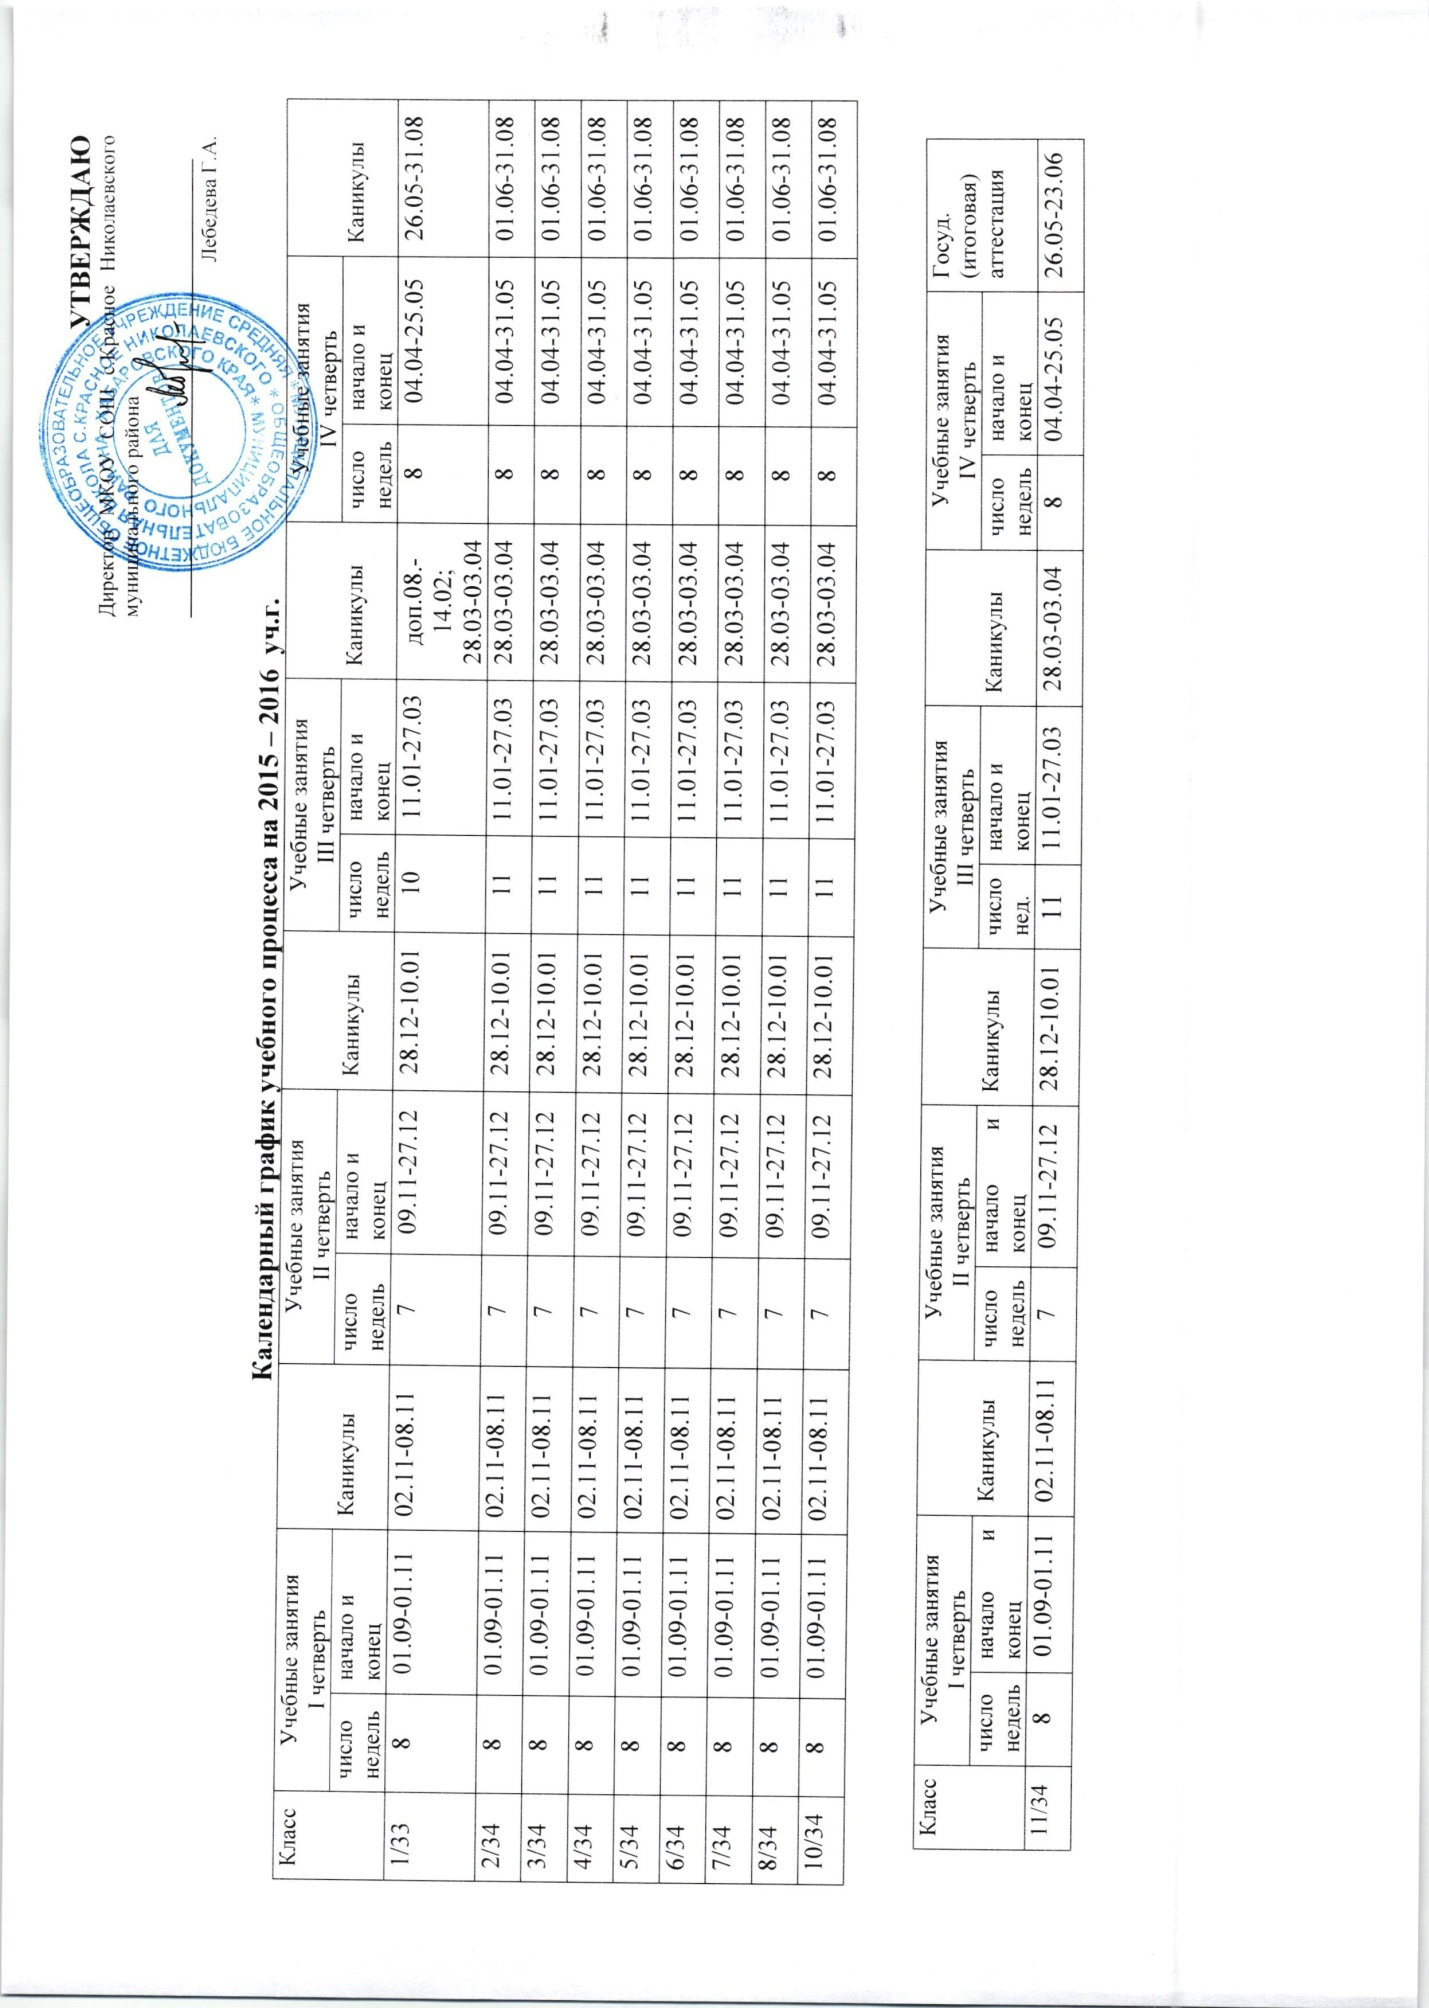 УТВЕРЖДАЮ
Директор МКОУ СОШ с.Красное Николаевского
муниципального района
Лебедева Г.А.
ДЛЯ
ДОКУМЕНТОВ
Календарный график учебного процесса на 2015 – 2016 уч.г.
Класс Учебные занятия Каникулы Учебные занятия Каникулы Учебные занятия Каникулы Учебные занятия Каникулы
I четверть II четверть III четверть IV четверть
число начало и число начало и число начало и число начало и
недель конец недель конец недель конец недель конец
1/33 8 01.09-01.11 02.11-08.11 7 09.11-27.12 28.12-10.01 10 11.01-27.03 доп.08.- 8 04.04-25.05 26.05-31.08
14.02;
28.03-03.04
2/34 8 01.09-01.11 02.11-08.11 7 09.11-27.12 28.12-10.01 11 11.01-27.03 28.03-03.04 8 04.04-31.05 01.06-31.08
3/34 8 01.09-01.11 02.11-08.11 7 09.11-27.12 28.12-10.01 11 11.01-27.03 28.03-03.04 8 04.04-31.05 01.06-31.08
4/34 8 01.09-01.11 02.11-08.11 7 09.11-27.12 28.12-10.01 11 11.01-27.03 28.03-03.04 8 04.04-31.05 01.06-31.08
5/34 8 01.09-01.11 02.11-08.11 7 09.11-27.12 28.12-10.01 11 11.01-27.03 28.03-03.04 8 04.04-31.05 01.06-31.08
6/34 8 01.09-01.11 02.11-08.11 7 09.11-27.12 28.12-10.01 11 11.01-27.03 28.03-03.04 8 04.04-31.05 01.06-31.08
7/34 8 01.09-01.11 02.11-08.11 7 09.11-27.12 28.12-10.01 11 11.01-27.03 28.03-03.04 8 04.04-31.05 01.06-31.08
8/34 8 01.09-01.11 02.11-08.11 7 09.11-27.12 28.12-10.01 11 11.01-27.03 28.03-03.04 8 04.04-31.05 01.06-31.08
10/34 8 01.09-01.11 02.11-08.11 7 09.11-27.12 28.12-10.01 11 11.01-27.03 28.03-03.04 8 04.04-31.05 01.06-31.08
Класс Учебные занятия Каникулы Учебные занятия Каникулы Учебные занятия Каникулы Учебные занятия Госуд.
I четверть II четверть III четверть IV четверть (итоговая)
число начало и число начало и число начало и число начало и аттестация
недель конец недель конец нед. конец недель конец
11/34 8 01.09-01.11 02.11-08.11 7 09.11-27.12 28.12-10.01 11 11.01-27.03 28.03-03.04 8 04.04-25.05 26.05-23.06